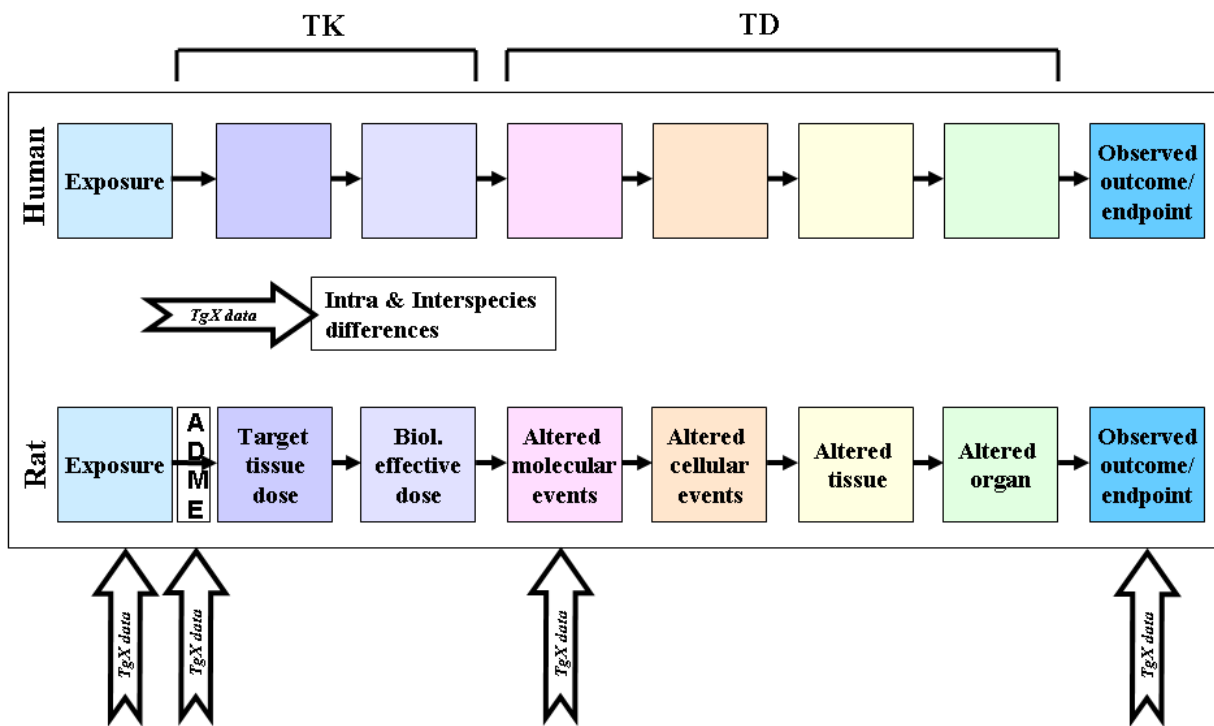 TK
TD
Human
Exposure
Observed
outcome/
endpoint
TgX data
Intra & Interspecies
differences
Rat
Exposure
A
D
M
E
Target
tissue
dose
Biol.
effective
dose
Altered
molecular
events
Altered
cellular
events
Altered
tissue
Altered
organ
Observed
outcome/
endpoint
TgX data
TgX data
TgX data
TgX data